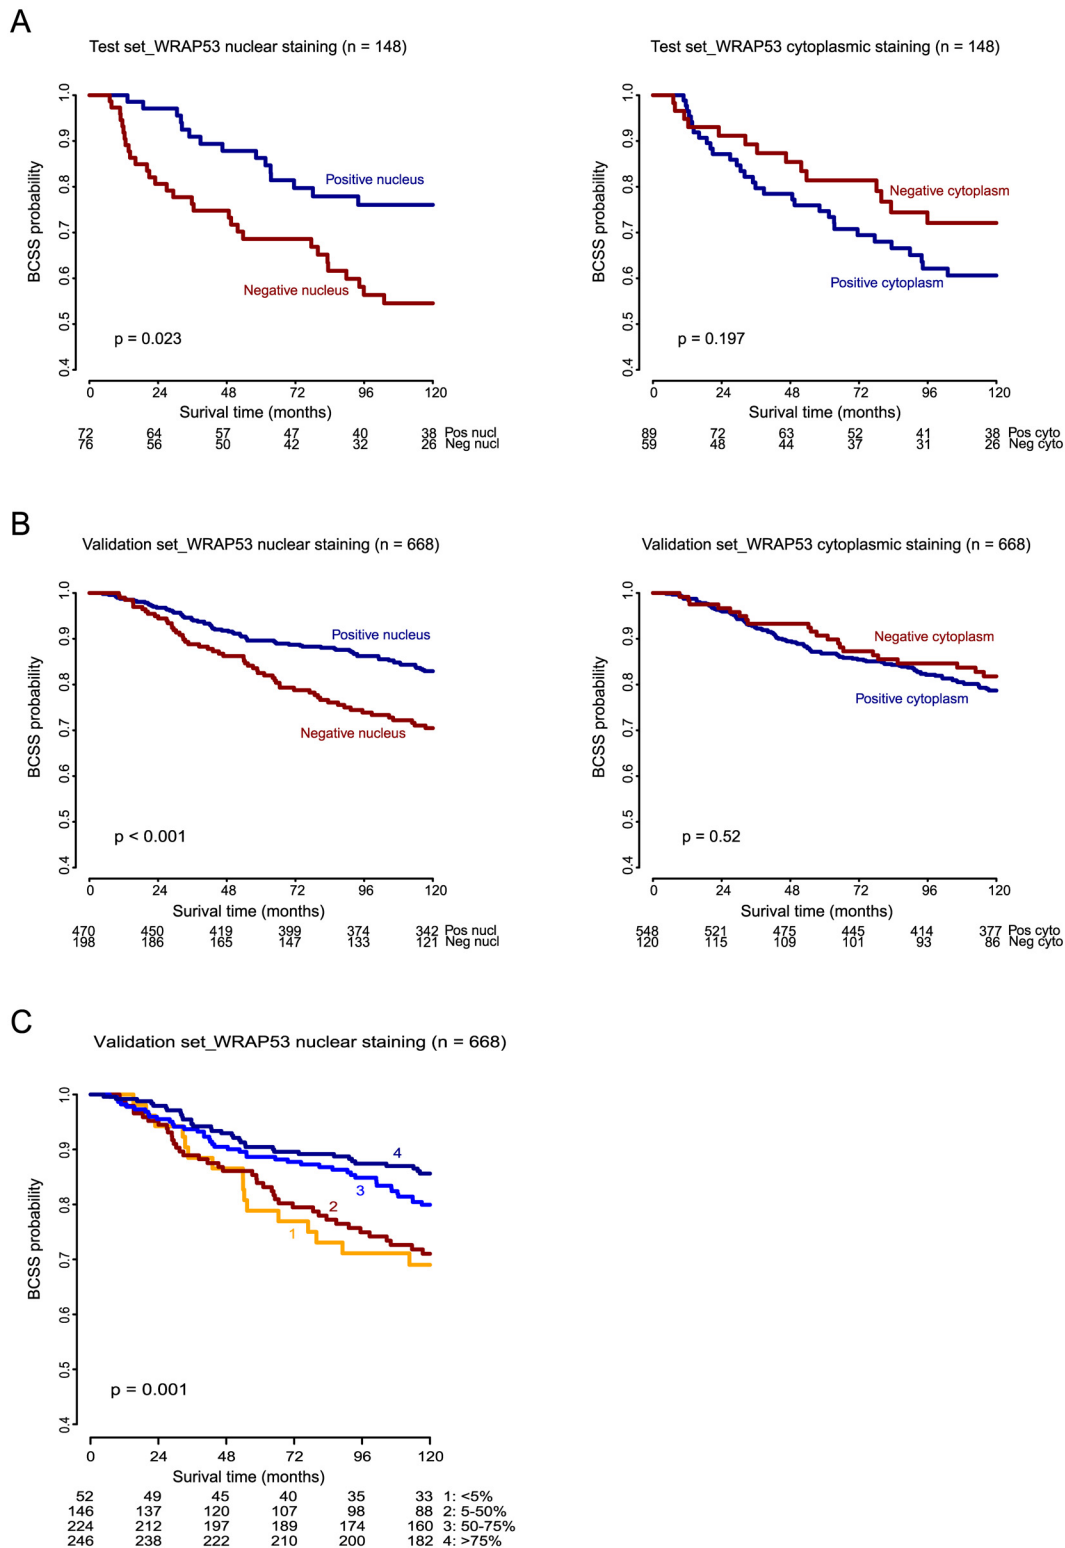 A
Test set_WRAP53 nuclear staining (n = 148)
1.0
0.9
0.8
0.7
0.6
0.5
0.4
BCSS probability
Positive nucleus
Negative nucleus
p = 0.023
0 24 48 72 96 120
Surival time (months)
72 64 57 47 40 38 Pos nucl
76 56 50 42 32 26 Neg nucl
Test set_WRAP53 cytoplasmic staining (n = 148)
1.0
0.9
0.8
0.7
0.6
0.5
0.4
BCSS probability
Negative cytoplasm
Positive cytoplasm
p = 0.197
0 24 48 72 96 120
Surival time (months)
89 72 63 52 41 38 Pos cyto
59 48 44 37 31 26 Neg cyto
B
Validation set_WRAP53 nuclear staining (n = 668)
1.0
0.9
0.8
0.7
0.6
0.5
0.4
BCSS probability
Positive nucleus
Negative nucleus
p < 0.001
0 24 48 72 96 120
Surival time (months)
470 450 419 399 374 342 Pos nucl
198 186 165 147 133 121 Neg nucl
Validation set_WRAP53 cytoplasmic staining (n = 668)
1.0
0.9
0.8
0.7
0.6
0.5
0.4
BCSS probability
Negative cytoplasm
Positive cytoplasm
p = 0.52
0 24 48 72 96 120
Surival time (months)
548 521 475 445 414 377 Pos cyto
120 115 109 101 93 86 Neg cyto
C
Validation set_WRAP53 nuclear staining (n = 668)
1.0
0.9
0.8
0.7
0.6
0.5
0.4
BCSS probability
4
3
2
1
p = 0.001
0 24 48 72 96 120
Surival time (months)
52 49 45 40 35 33 1: <5%
146 137 120 107 98 88 2: 5-50%
224 212 197 189 174 160 3: 50-75%
246 238 222 210 200 182 4: >75%